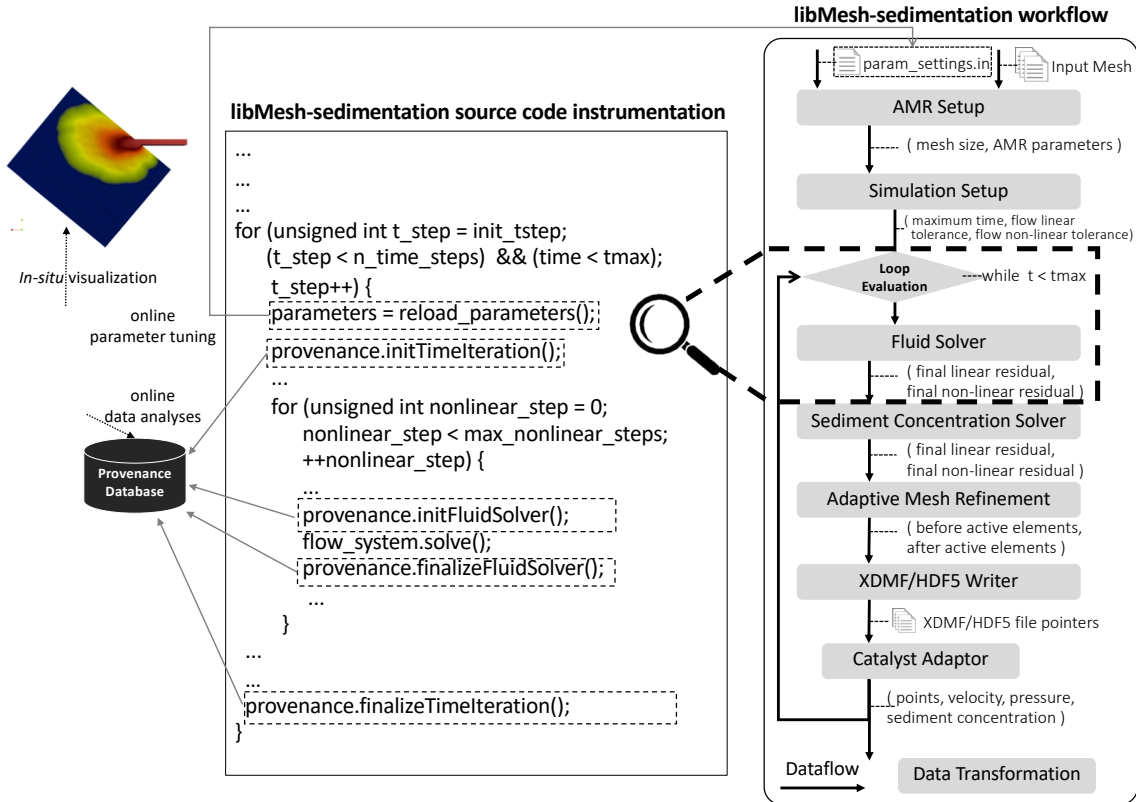 libMesh-sedimentation workflow
param_settings.in
Input Mesh
AMR Setup
( mesh size, AMR parameters )
Simulation Setup
( maximum time, flow linear
tolerance, flow non-linear tolerance)
Loop
Evaluation
while t < tmax
Fluid Solver
( final linear residual,
final non-linear residual )
Sediment Concentration Solver
( final linear residual,
final non-linear residual )
Adaptive Mesh Refinement
( before active elements,
after active elements )
XDMF/HDF5 Writer
XDMF/HDF5 file pointers
Catalyst Adaptor
( points, velocity, pressure,
sediment concentration )
Dataflow
Data Transformation
libMesh-sedimentation source code instrumentation
...
...
...
for (unsigned int t_step = init_tstep;
(t_step < n_time_steps) && (time < tmax);
t_step++) {
parameters = reload_parameters();
provenance.initTimeIteration();
...
for (unsigned int nonlinear_step = 0;
nonlinear_step < max_nonlinear_steps;
++nonlinear_step) {
...
provenance.initFluidSolver();
flow_system.solve();
provenance.finalizeFluidSolver();
...
}
...
...
provenance.finalizeTimeIteration();
}
In-situ visualization
online
parameter tuning
online
data analyses
Provenance
Database